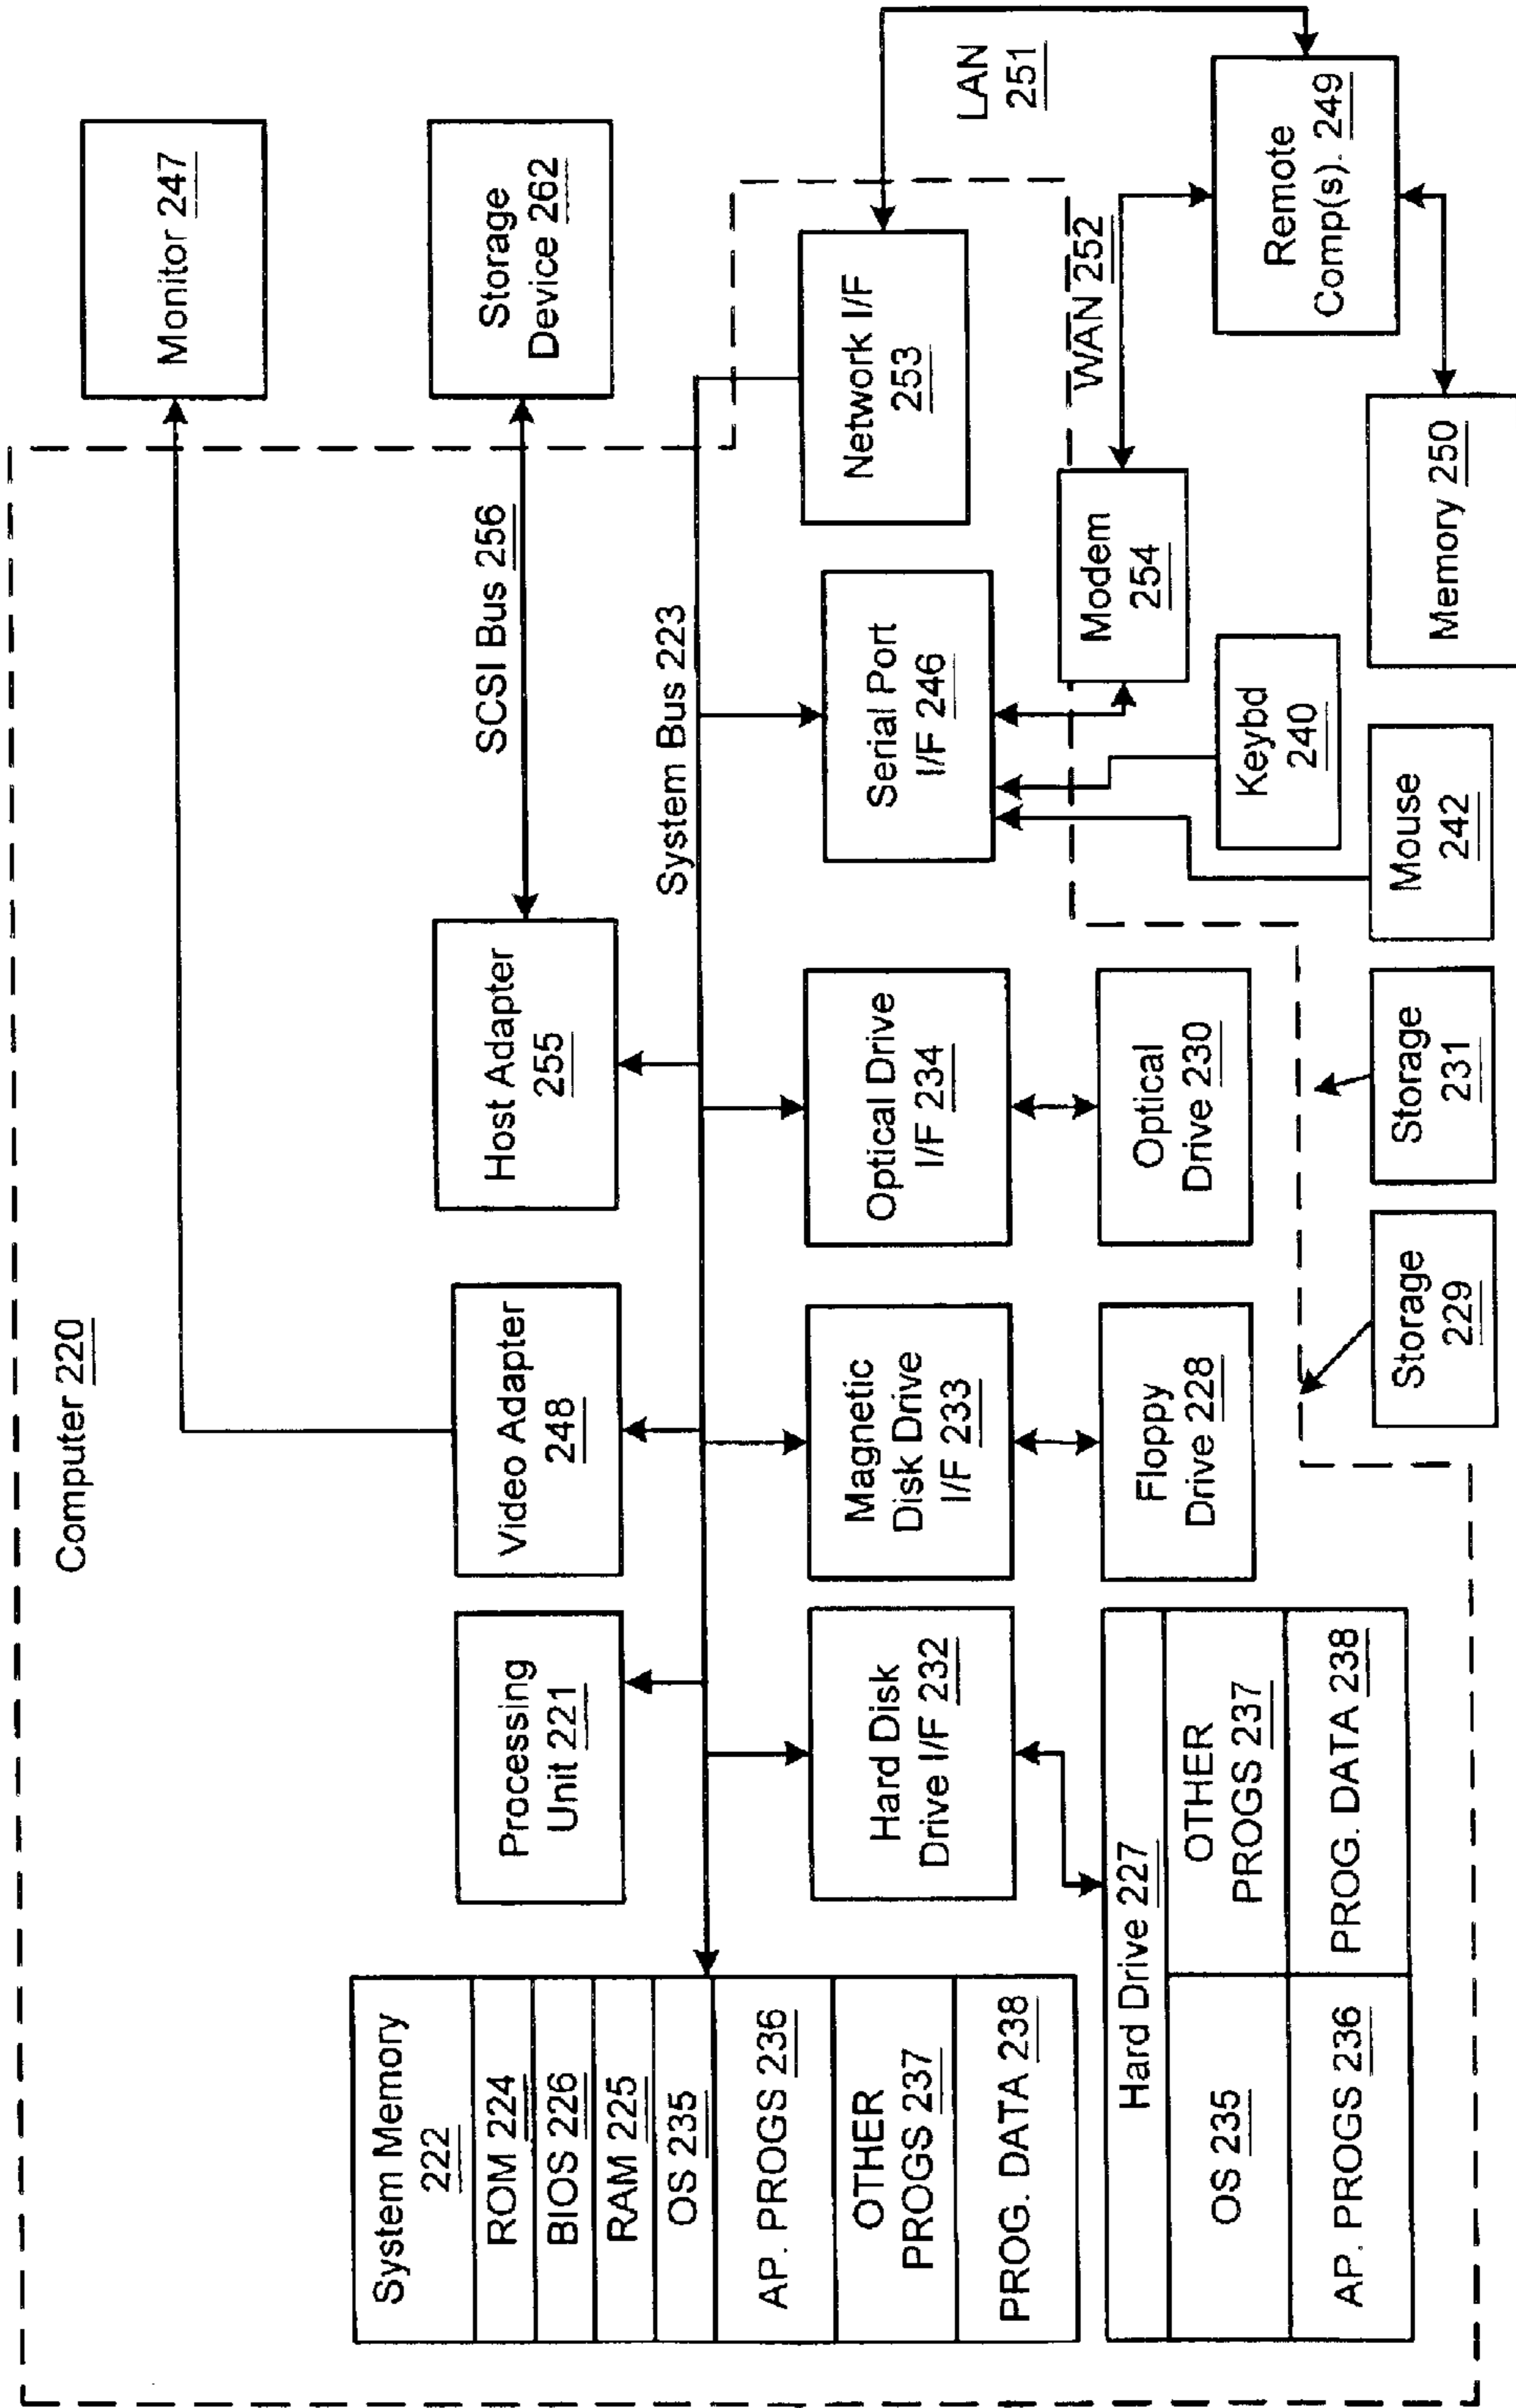 Computer 220
Monitor 247
Storage
Device 262
SCSI Bus 256
System Memory
222
ROM 224
BIOS 226
RAM 225
OS 235
AP. PROGS 236
OTHER
PROGS 237
PROG. DATA 238
Processing
Unit 221
Video Adapter
248
Host Adapter
255
System Bus 223
Hard Disk
Drive I/F 232
Magnetic
Disk Drive
I/F 233
Optical Drive
I/F 234
Serial Port
I/F 246
Network I/F
253
LAN
251
Hard Drive 227
OS 235
OTHER
PROGS 237
AP. PROGS 236
PROG. DATA 238
Floppy
Drive 228
Optical
Drive 230
Modem
254
WAN 252
Remote
Comp(s). 249
Storage
229
Storage
231
Mouse
242
Keybd
240
Memory 250